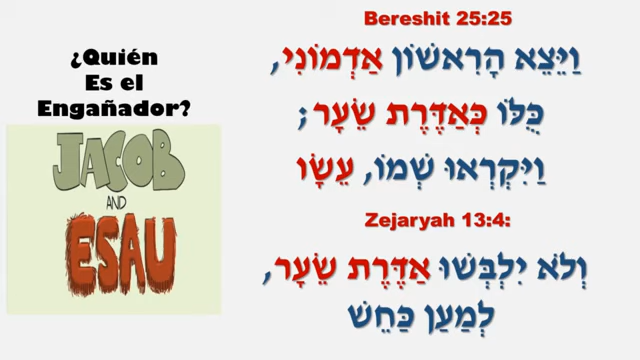 ¿Quién
Es el
Engañador?
JACOB
AND
ESAU
Bereshit 25:25
וַיֵּצֵא הָרִאשׁוֹן אַדְמוֹנִי,
כֻּלּוֹ כְּאַדֶּרֶת שֵׂעָר;
וַיִּקְרְאוּ שְׁמוֹ, עֵשָׂו
Zejaryah 13:4:
וְלֹא יִלְבְּשׁוּ אַדֶּרֶת שֵׂעָר,
לְמַעַן כַּחֵשׁ